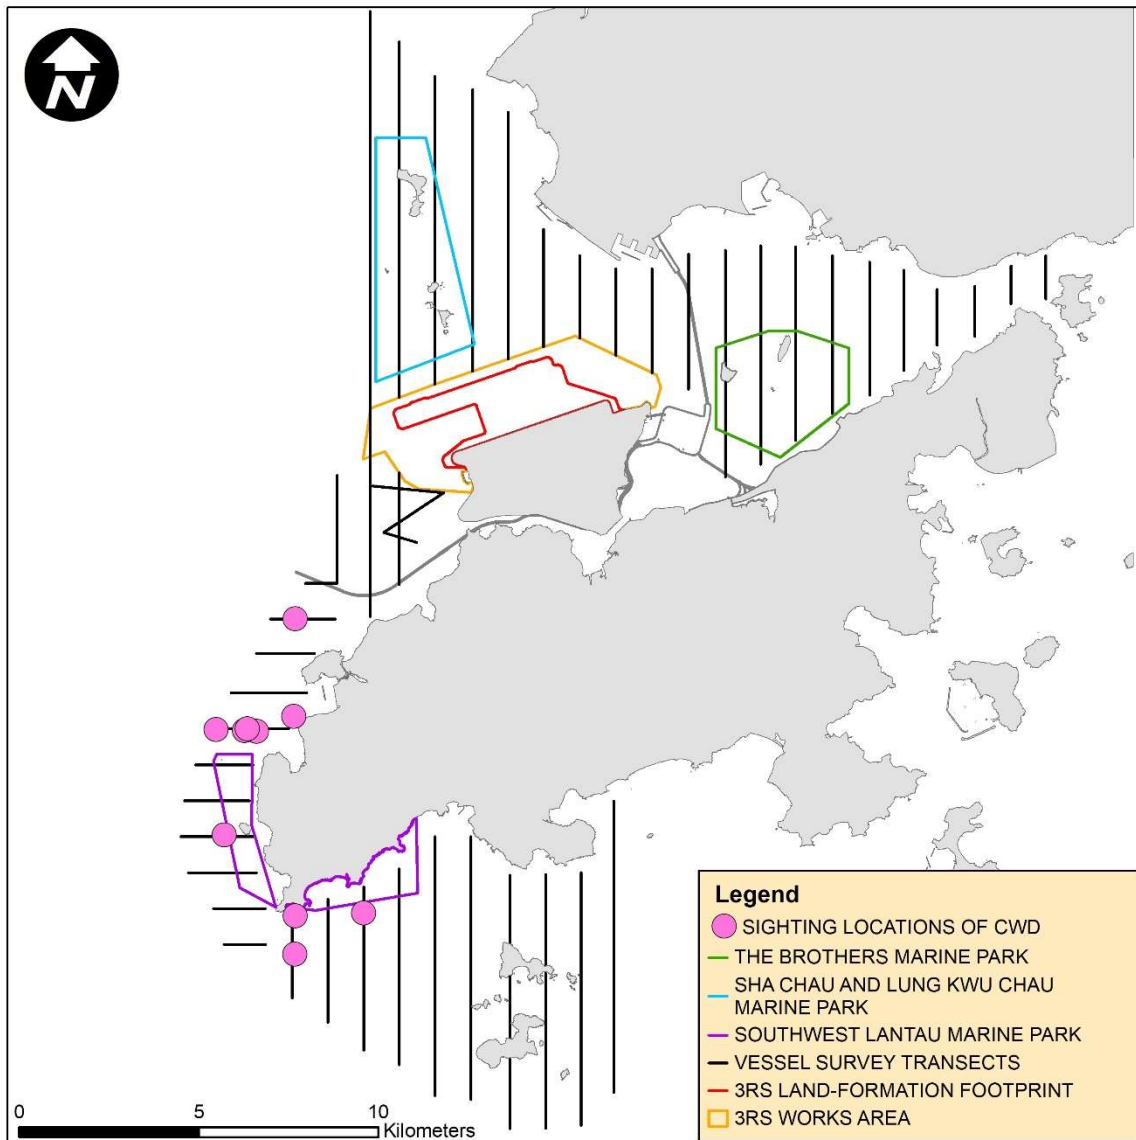 N
Legend
SIGHTING LOCATIONS OF CWD
THE BROTHERS MARINE PARK
SHA CHAU AND LUNG KWU CHAU
MARINE PARK
SOUTHWEST LANTAU MARINE PARK
VESSEL SURVEY TRANSECTS
3RS LAND-FORMATION FOOTPRINT
3RS WORKS AREA
0 5 10
Kilometers